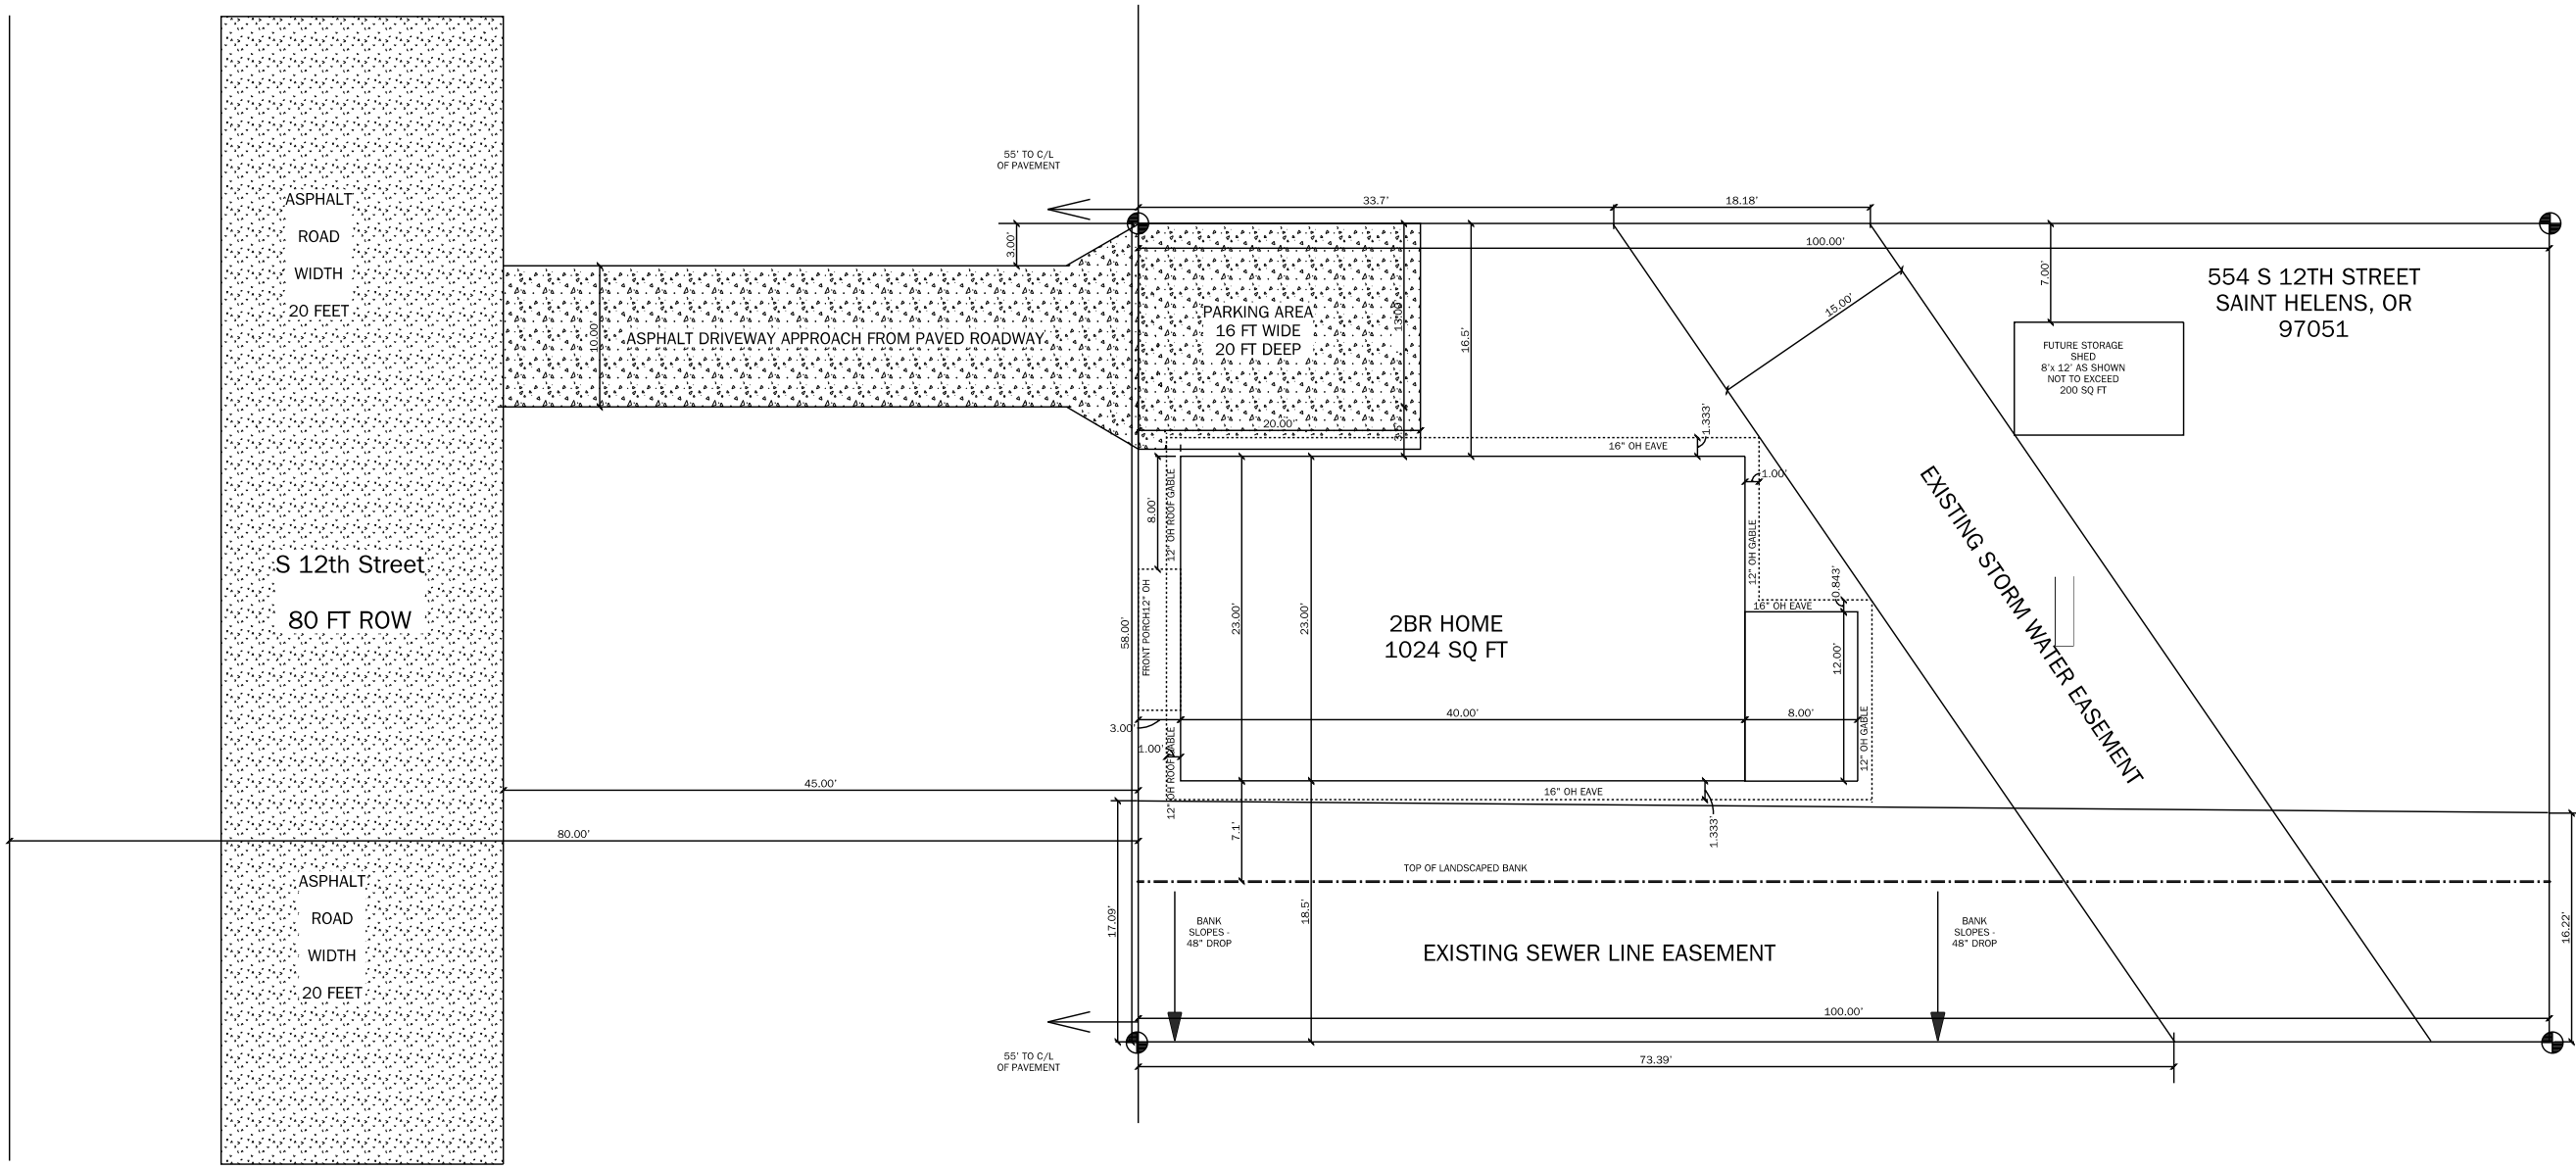 ASPHALT
ROAD
WIDTH
20 FEET
S 12th Street
80 FT ROW
ASPHALT
ROAD
WIDTH
20 FEET
80.00'
45.00'
10.00'
ASPHALT DRIVEWAY APPROACH FROM PAVED ROADWAY
55' TO C/L
OF PAVEMENT
3.00'
33.7'
18.18'
100.00'
PARKING AREA
16 FT WIDE
20 FT DEEP
13.00'
3.5'
16.5'
20.00'
15.00'
7.00'
554 S 12TH STREET
SAINT HELENS, OR
97051
FUTURE STORAGE
SHED
8'x 12' AS SHOWN
NOT TO EXCEED
200 SQ FT
1.333'
16" OH EAVE
1.00'
8.00'
12" OH ROOF GABLE
12" OH GABLE
EXISTING STORM WATER EASEMENT
FRONT PORCH12" OH
58.00'
23.00'
23.00'
2BR HOME
1024 SQ FT
0.843'
16" OH EAVE
12.00'
3.00'
40.00'
8.00'
12" OH GABLE
1.00'
12" OH ROOF GABLE
16" OH EAVE
1.333'
7.1'
TOP OF LANDSCAPED BANK
17.09'
BANK
SLOPES -
48" DROP
18.5'
EXISTING SEWER LINE EASEMENT
BANK
SLOPES -
48" DROP
16.22'
100.00'
55' TO C/L
OF PAVEMENT
73.39'